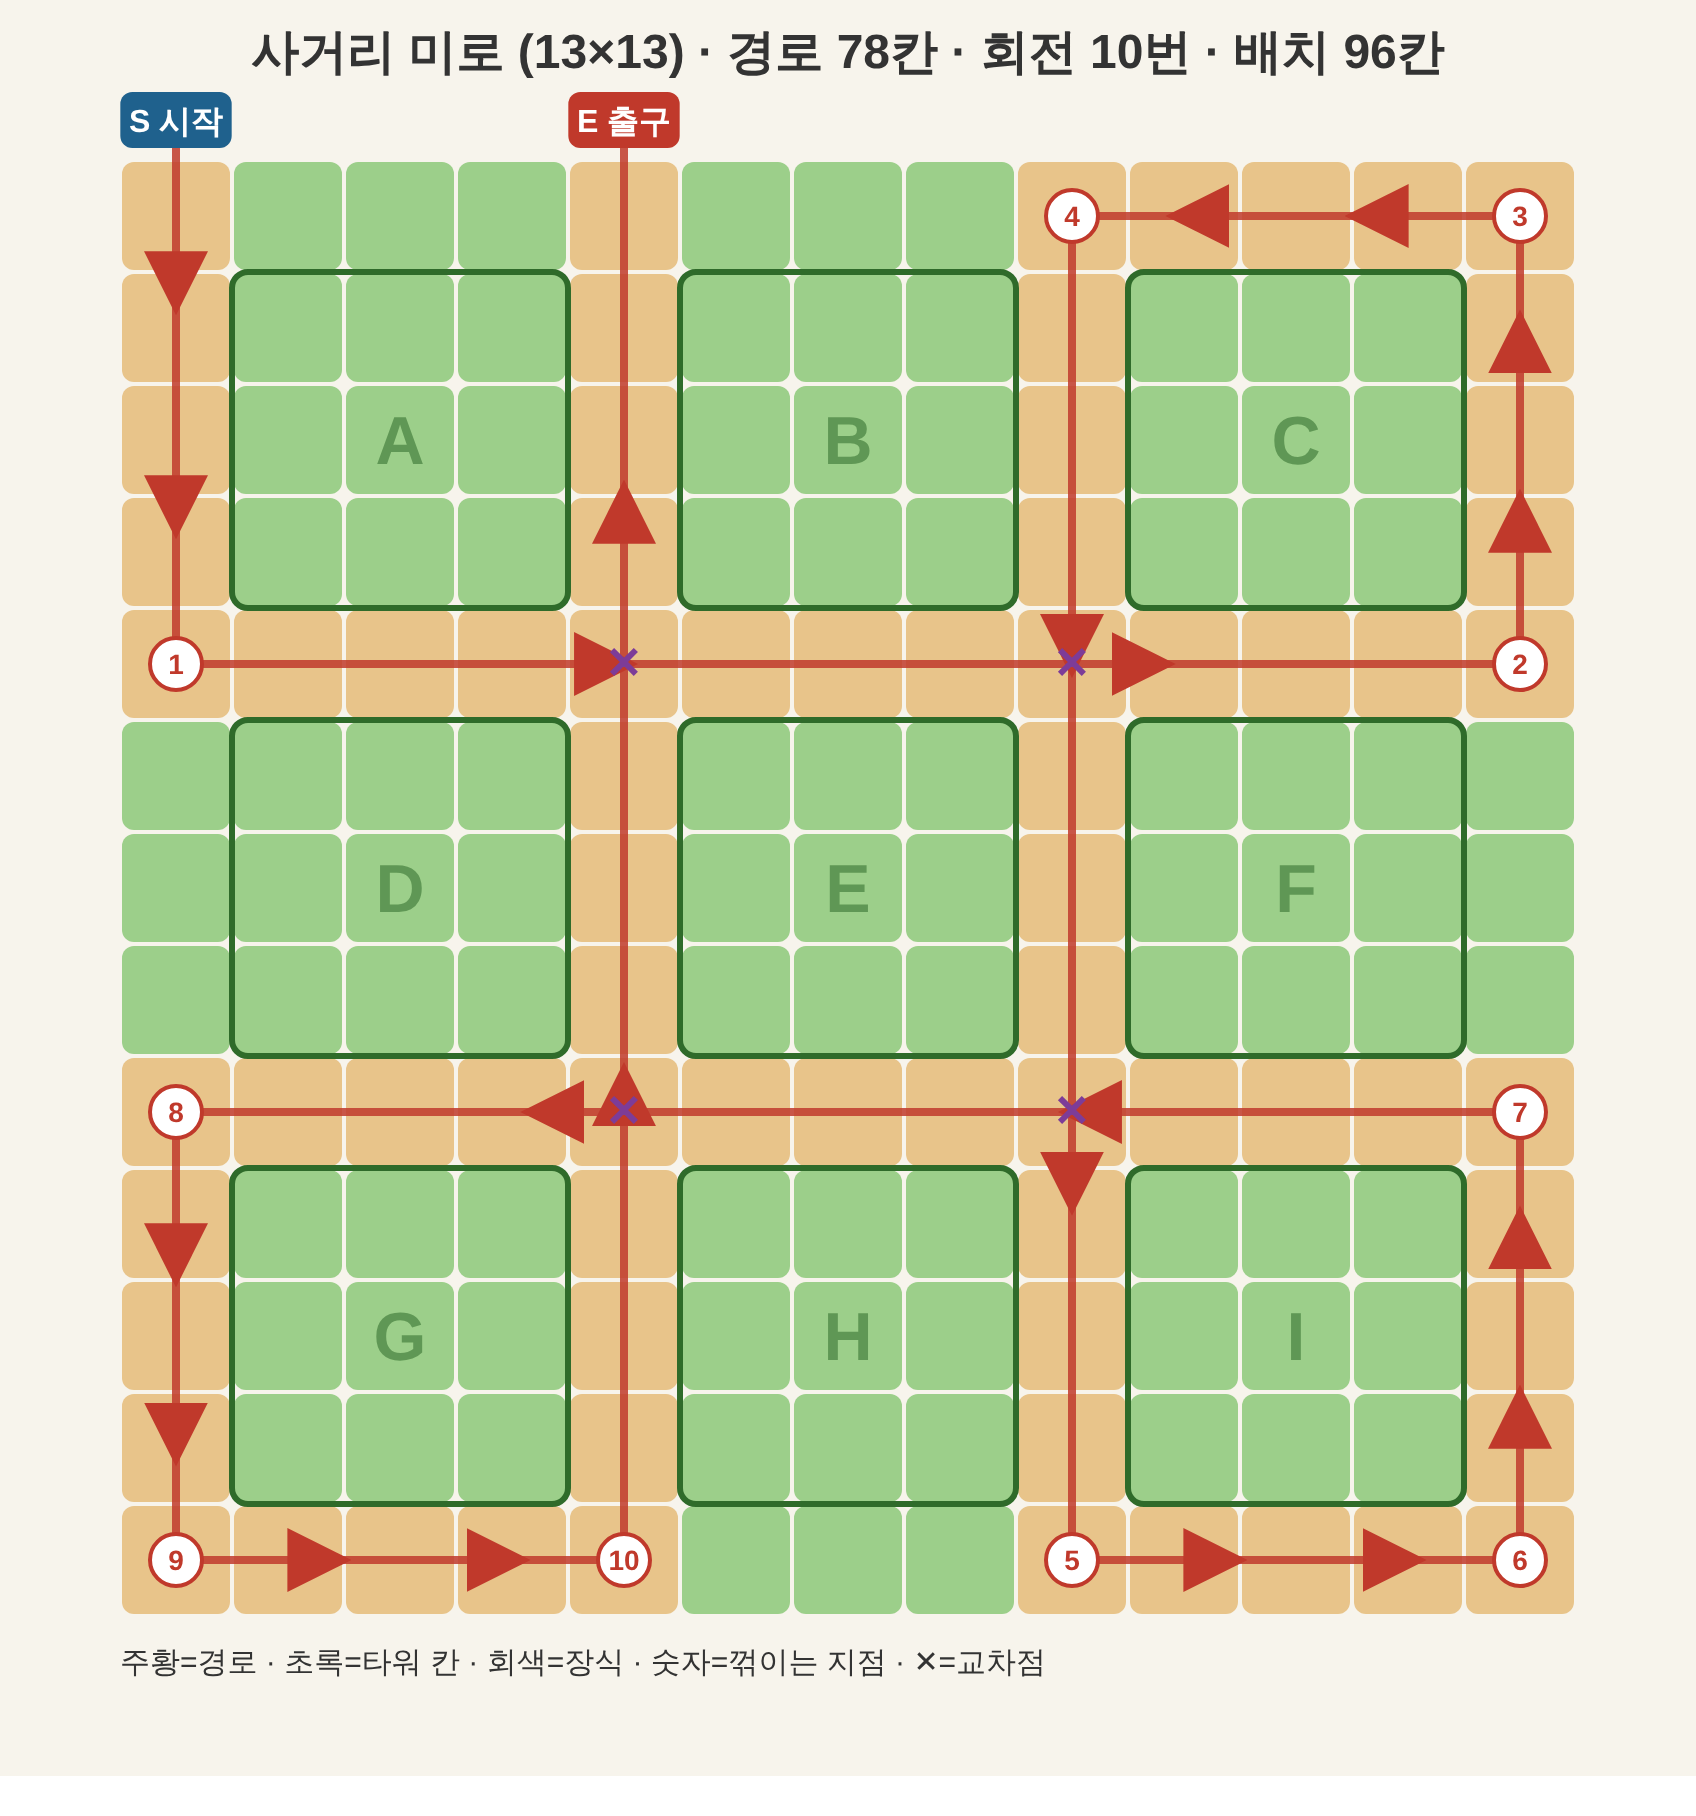 사거리 미로 (13×13) · 경로 78칸 · 회전 10번 · 배치 96칸
S 시작
E 출구
4
3
A
B
C
1
✕
✕
2
D
E
F
8
✕
✕
7
G
H
I
9
10
5
6
주황=경로 · 초록=타워 칸 · 회색=장식 · 숫자=꺾이는 지점 · ✕=교차점